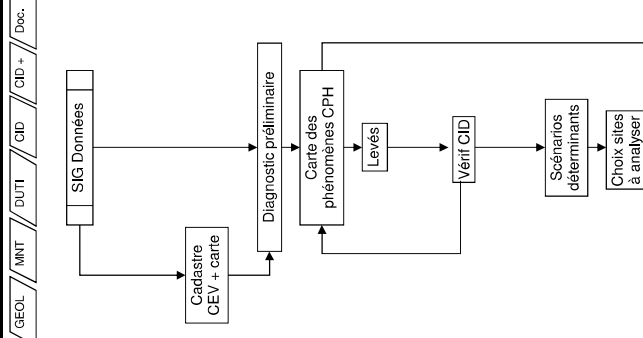 GEOL
MNT
DUTI
CID
CID +
Doc.
SIG Données
Cadastre
CEV + carte
Diagnostic préliminaire
Carte des
phénomènes CPH
Levés
Vérif CID
Scénarios
déterminants
Choix sites
à analyser